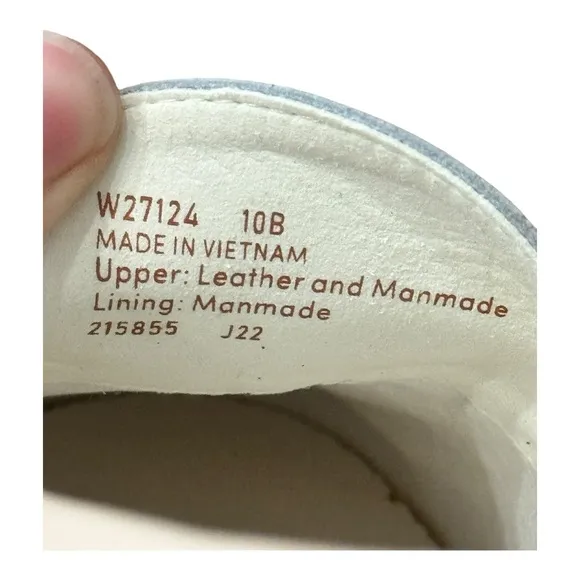 W27124 10B
MADE IN VIETNAM
Upper: Leather and Manmade
Lining: Manmade
215855 J22